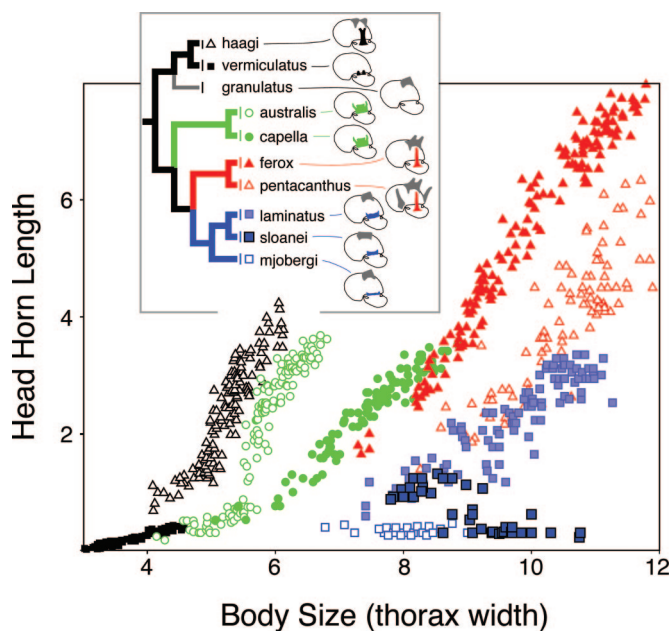 haagi
vermiculatus
granulatus
australis
capella
ferox
pentacanthus
laminatus
sloanei
mjobergi
6
4
2
4
6
8
10
12
Head Horn Length
Body Size (thorax width)